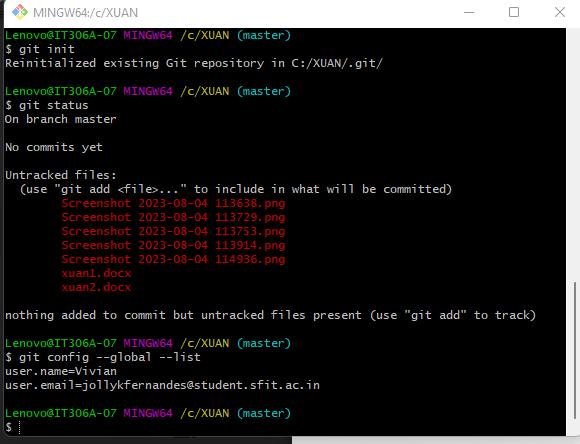 MINGW64:/c/XUAN
Lenovo@IT306A-07 MINGW64 /c/XUAN (master)
$ git init
Reinitialized existing Git repository in C:/XUAN/.git/
Lenovo@IT306A-07 MINGW64 /c/XUAN (master)
$ git status
On branch master
No commits yet
Untracked files:
  (use "git add <file>..." to include in what will be committed)
        Screenshot 2023-08-04 113638.png
        Screenshot 2023-08-04 113729.png
        Screenshot 2023-08-04 113753.png
        Screenshot 2023-08-04 113914.png
        Screenshot 2023-08-04 114936.png
        xuan1.docx
        xuan2.docx
nothing added to commit but untracked files present (use "git add" to track)
Lenovo@IT306A-07 MINGW64 /c/XUAN (master)
$ git config --global --list
user.name=Vivian
user.email=jollykfernandes@student.sfit.ac.in
Lenovo@IT306A-07 MINGW64 /c/XUAN (master)
$